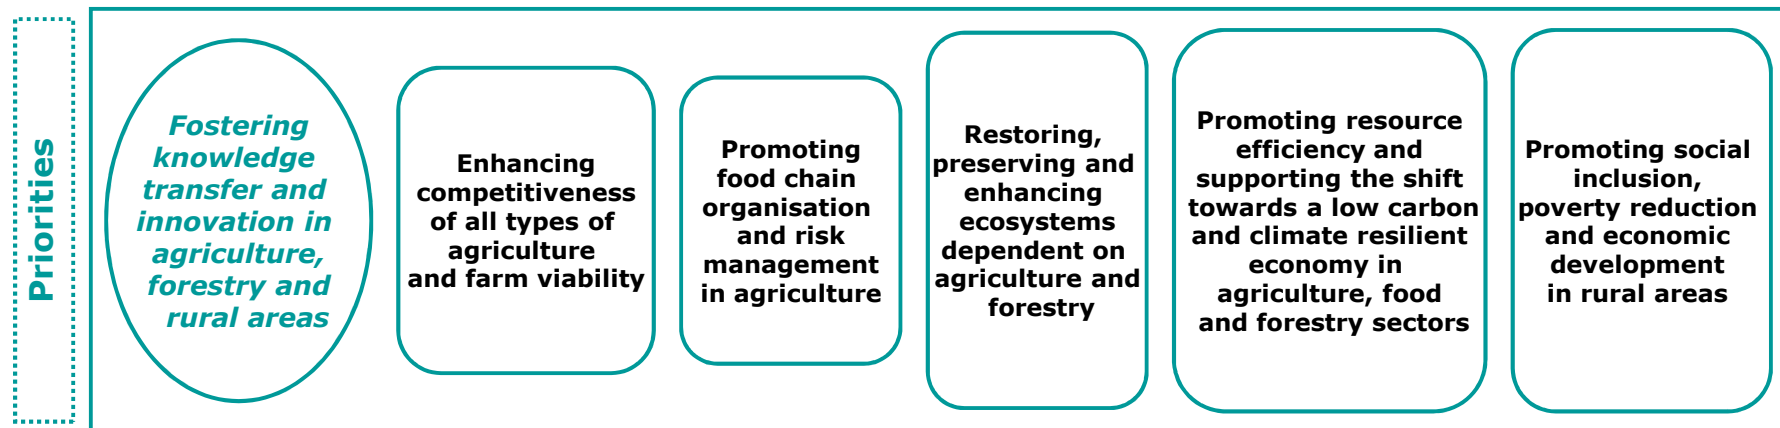 Priorities
Fostering
knowledge
transfer and
innovation in
agriculture,
forestry and
rural areas
Enhancing
competitiveness
of all types of
agriculture
and farm viability
Promoting
food chain
organisation
and risk
management
in agriculture
Restoring,
preserving and
enhancing
ecosystems
dependent on
agriculture and
forestry
Promoting resource
efficiency and
supporting the shift
towards a low carbon
and climate resilient
economy in
agriculture, food
and forestry sectors
Promoting social
inclusion,
poverty reduction
and economic
development
in rural areas